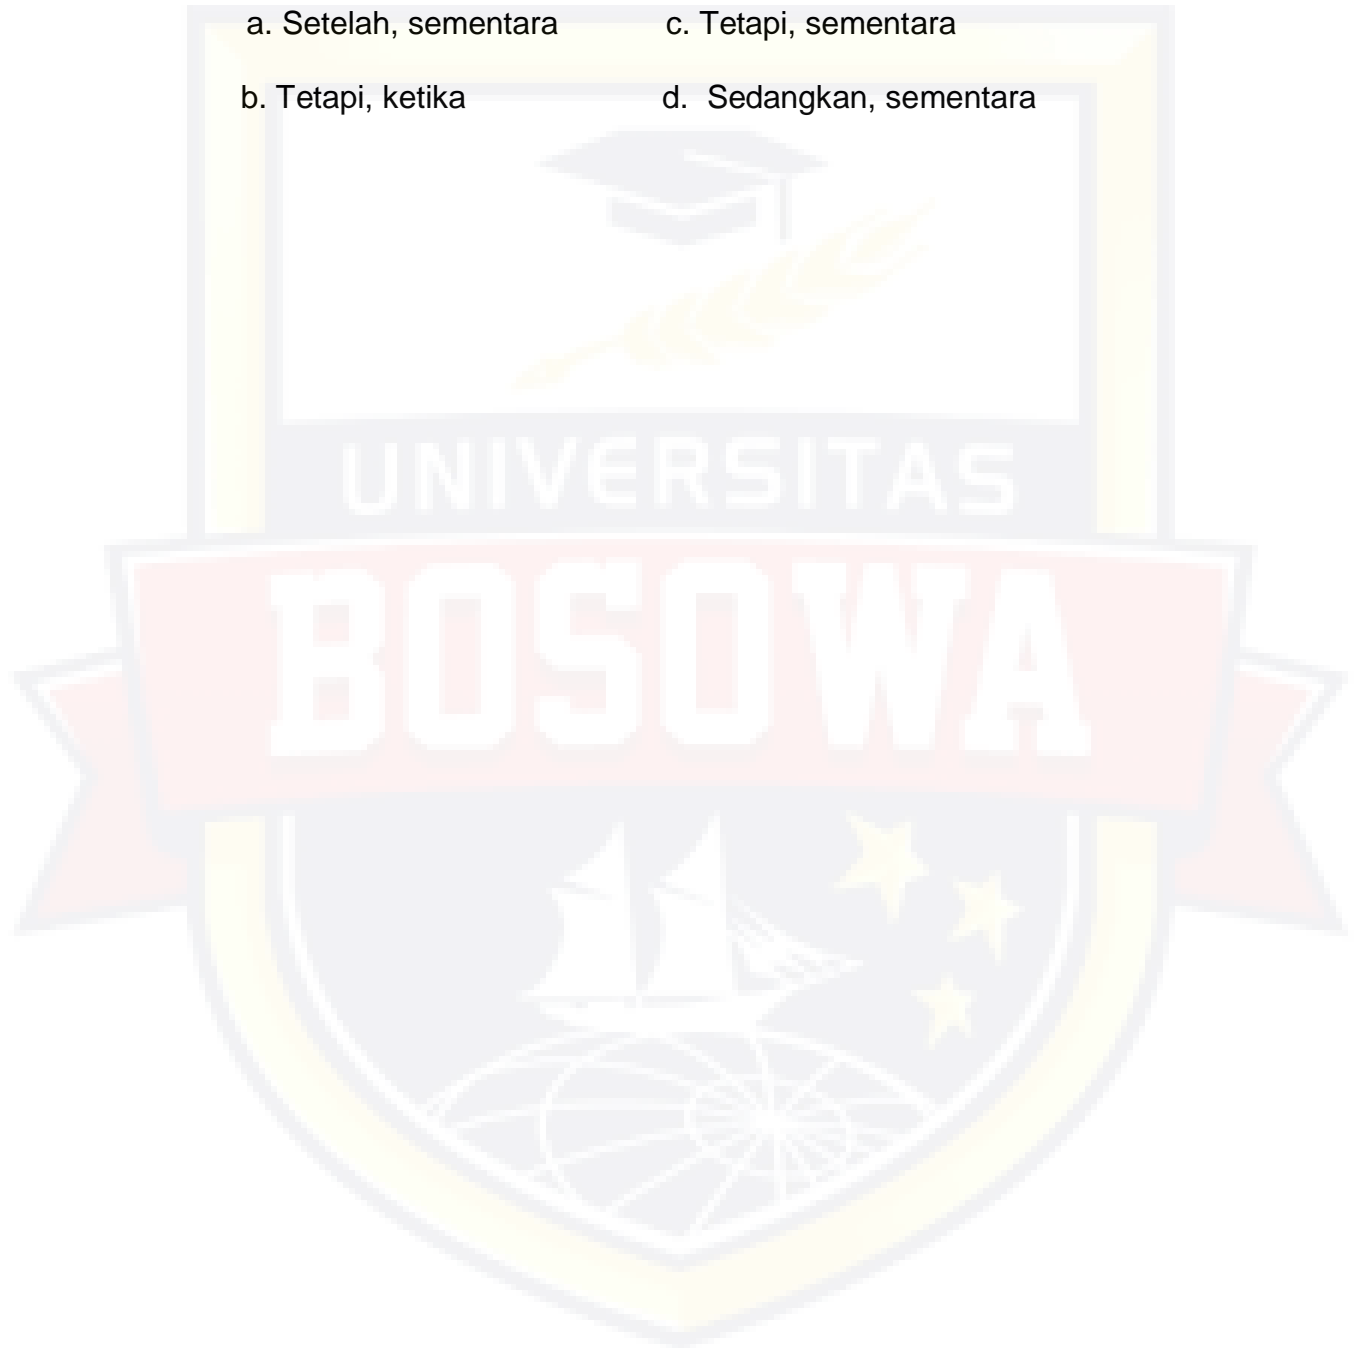 a. Setelah, sementara c. Tetapi, sementara
b. Tetapi, ketika d. Sedangkan, sementara
UNIVERSITAS
BOSOWA